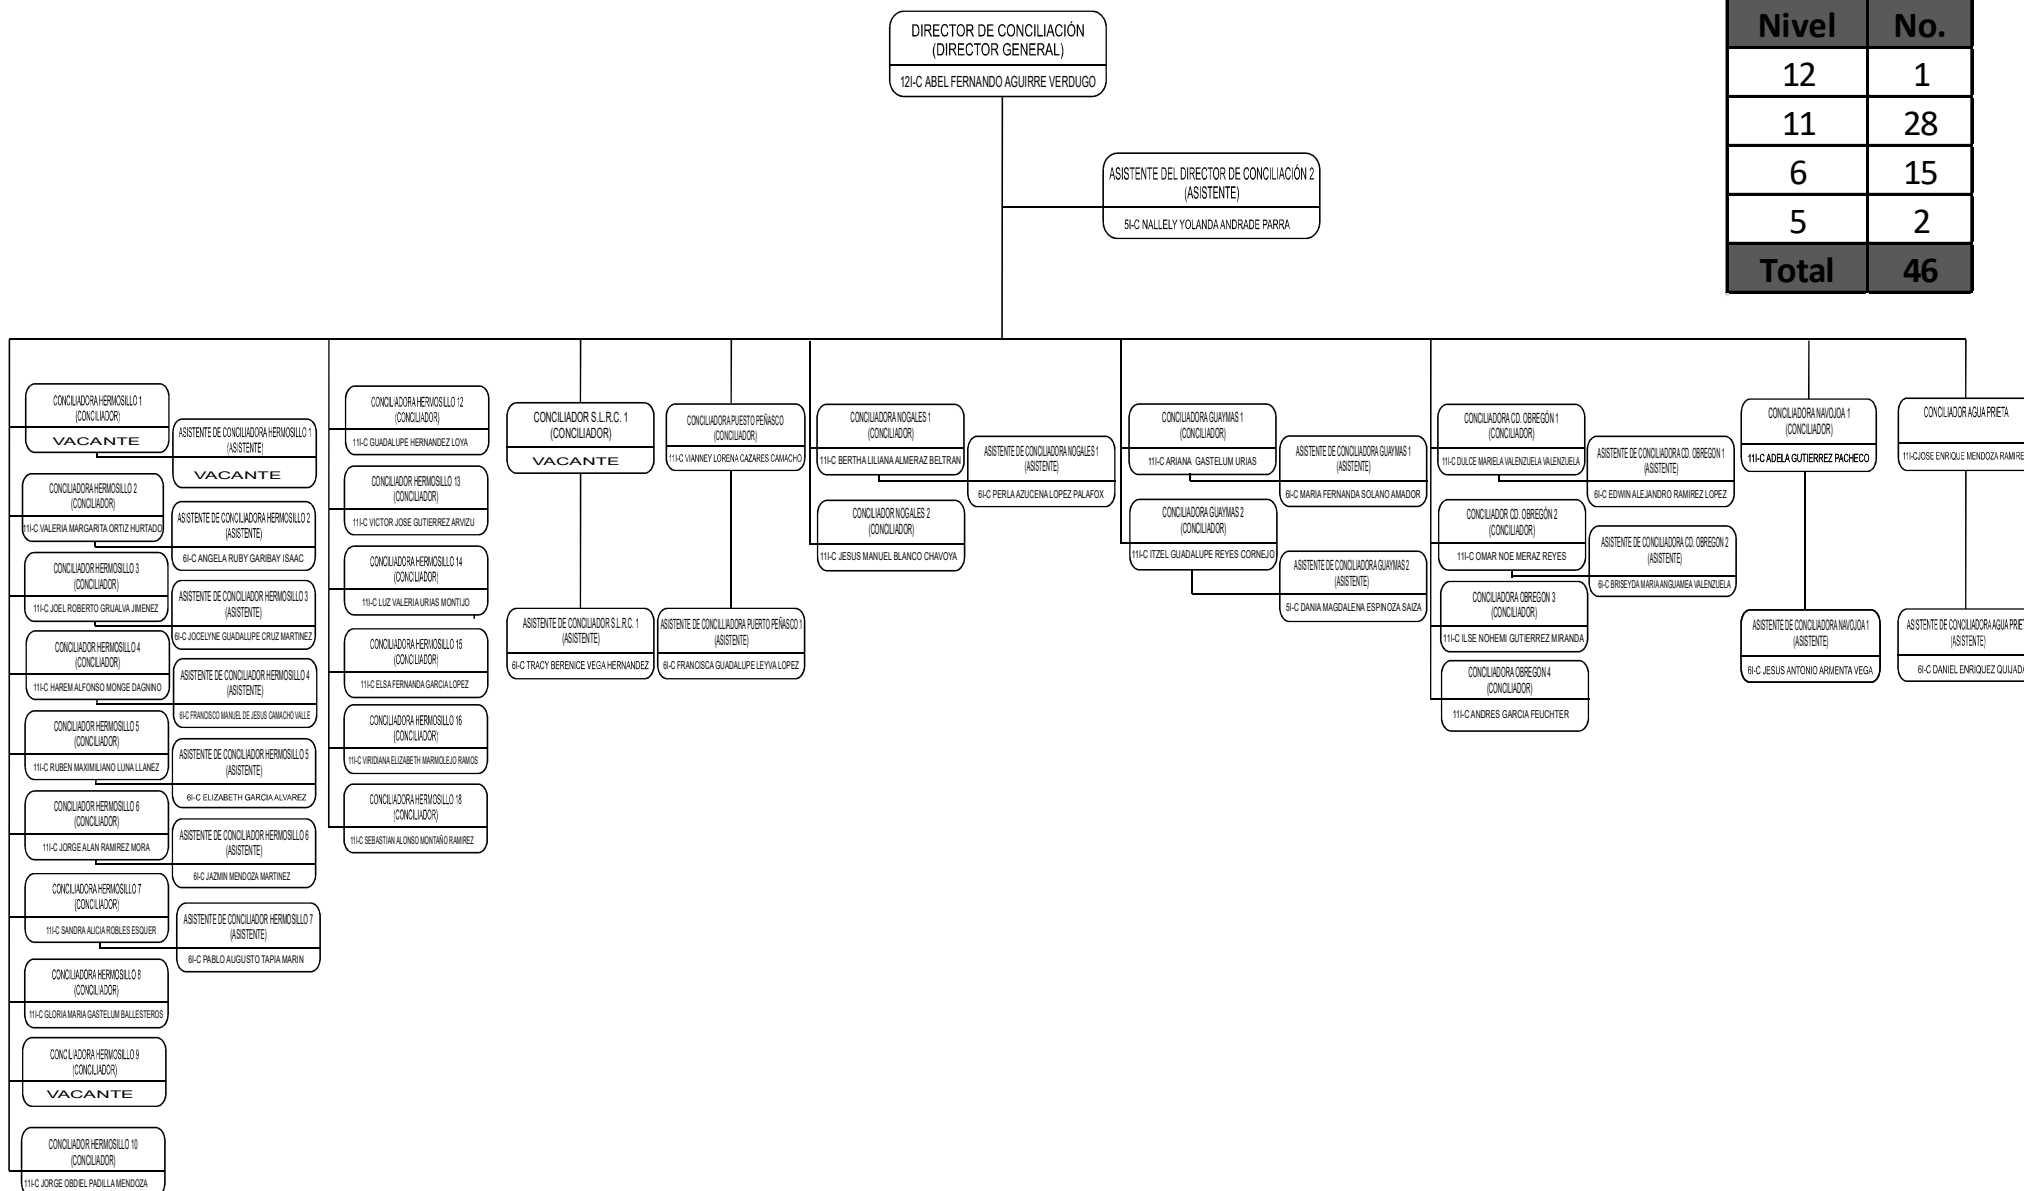 DIRECTOR DE CONCILIACIÓN
(DIRECTOR GENERAL)
12I-C ABEL FERNANDO AGUIRRE VERDUGO
Nivel No.
12 1
11 28
6 15
5 2
Total 46
ASISTENTE DEL DIRECTOR DE CONCILIACIÓN 2
(ASISTENTE)
5I-C NALLELY YOLANDA ANDRADE PARRA
CONCILIADORA HERMOSILLO 1
(CONCILIADOR)
VACANTE
ASISTENTE DE CONCILIADORA HERMOSILLO 1
(ASISTENTE)
VACANTE
CONCILIADORA HERMOSILLO 2
(CONCILIADOR)
11I-C VALERIA MARGARITA ORTIZ HURTADO
ASISTENTE DE CONCILIADORA HERMOSILLO 2
(ASISTENTE)
6I-C ANGELA RUBY GARIBAY ISAAC
CONCILIADOR HERMOSILLO 3
(CONCILIADOR)
11I-C JOEL ROBERTO GRIJALVA JIMENEZ
ASISTENTE DE CONCILIADOR HERMOSILLO 3
(ASISTENTE)
6I-C JOCELYNE GUADALUPE CRUZ MARTINEZ
CONCILIADOR HERMOSILLO 4
(CONCILIADOR)
11I-C HAREM ALFONSO MONGE DAGNINO
ASISTENTE DE CONCILIADOR HERMOSILLO 4
(ASISTENTE)
6I-C FRANCISCO MANUEL DE JESUS CAMACHO VALLE
CONCILIADOR HERMOSILLO 5
(CONCILIADOR)
11I-C RUBEN MAXIMILIANO LUNA LLANEZ
ASISTENTE DE CONCILIADOR HERMOSILLO 5
(ASISTENTE)
6I-C ELIZABETH GARCIA ALVAREZ
CONCILIADOR HERMOSILLO 6
(CONCILIADOR)
11I-C JORGE ALAN RAMIREZ MORA
ASISTENTE DE CONCILIADOR HERMOSILLO 6
(ASISTENTE)
6I-C JAZMIN MENDOZA MARTINEZ
CONCILIADORA HERMOSILLO 7
(CONCILIADOR)
11I-C SANDRA ALICIA ROBLES ESQUER
ASISTENTE DE CONCILIADOR HERMOSILLO 7
(ASISTENTE)
6I-C PABLO AUGUSTO TAPIA MARIN
CONCILIADORA HERMOSILLO 8
(CONCILIADOR)
11I-C GLORIA MARIA GASTELUM BALLESTEROS
CONCILIADORA HERMOSILLO 9
(CONCILIADOR)
VACANTE
CONCILIADOR HERMOSILLO 10
(CONCILIADOR)
11I-C JORGE OBDIEL PADILLA MENDOZA
CONCILIADORA HERMOSILLO 12
(CONCILIADOR)
11I-C GUADALUPE HERNANDEZ LOYA
CONCILIADOR HERMOSILLO 13
(CONCILIADOR)
11I-C VICTOR JOSE GUTIERREZ ARVIZU
CONCILIADORA HERMOSILLO 14
(CONCILIADOR)
11I-C LUZ VALERIA URIAS MONTIJO
CONCILIADORA HERMOSILLO 15
(CONCILIADOR)
11I-C ELSA FERNANDA GARCIA LOPEZ
CONCILIADORA HERMOSILLO 16
(CONCILIADOR)
11I-C VIRIDIANA ELIZABETH MARMOLEJO RAMOS
CONCILIADORA HERMOSILLO 18
(CONCILIADOR)
11I-C SEBASTIAN ALONSO MONTAÑO RAMIREZ
CONCILIADOR S.L.R.C. 1
(CONCILIADOR)
VACANTE
ASISTENTE DE CONCILIADOR S.L.R.C. 1
(ASISTENTE)
6I-C TRACY BERENICE VEGA HERNANDEZ
CONCILIADORA PUESTO PEÑASCO
(CONCILIADOR)
11I-C VIANNEY LORENA CAZARES CAMACHO
ASISTENTE DE CONCILLIADORA PUERTO PEÑASCO 1
(ASISTENTE)
6I-C FRANCISCA GUADALUPE LEYVA LOPEZ
CONCILIADORA NOGALES 1
(CONCILIADOR)
11I-C BERTHA LILIANA ALMERAZ BELTRAN
ASISTENTE DE CONCILIADORA NOGALES 1
(ASISTENTE)
6I-C PERLA AZUCENA LOPEZ PALAFOX
CONCILIADOR NOGALES 2
(CONCILIADOR)
11I-C JESUS MANUEL BLANCO CHAVOYA
CONCILIADORA GUAYMAS 1
(CONCILIADOR)
11I-C ARIANA GASTELUM URIAS
ASISTENTE DE CONCILIADORA GUAYMAS 1
(ASISTENTE)
6I-C MARIA FERNANDA SOLANO AMADOR
CONCILIADORA GUAYMAS 2
(CONCILIADOR)
11I-C ITZEL GUADALUPE REYES CORNEJO
ASISTENTE DE CONCILIADORA GUAYMAS 2
(ASISTENTE)
5I-C DANIA MAGDALENA ESPINOZA SAIZA
CONCILIADORA CD. OBREGÓN 1
(CONCILIADOR)
11I-C DULCE MARIELA VALENZUELA VALENZUELA
ASISTENTE DE CONCILIADORA CD. OBREGÓN 1
(ASISTENTE)
6I-C EDWIN ALEJANDRO RAMIREZ LOPEZ
CONCILIADOR CD. OBREGÓN 2
(CONCILIADOR)
11I-C OMAR NOE MERAZ REYES
ASISTENTE DE CONCILIADORA CD. OBREGON 2
(ASISTENTE)
6I-C BRISEYDA MARIA ANGUAMEA VALENZUELA
CONCILIADORA OBREGON 3
(CONCILIADOR)
11I-C ILSE NOHEMI GUTIERREZ MIRANDA
CONCILIADORA OBREGON 4
(CONCILIADOR)
11I-C ANDRES GARCIA FEUCHTER
CONCILIADORA NAVOJOA 1
(CONCILIADOR)
11I-C ADELA GUTIERREZ PACHECO
ASISTENTE DE CONCILIADORA NAVOJOA 1
(ASISTENTE)
6I-C JESUS ANTONIO ARMENTA VEGA
CONCILIADOR AGUA PRIETA
11I-CJOSE ENRIQUE MENDOZA RAMIRE
ASISTENTE DE CONCILIADORA AGUA PRIET
(ASISTENTE)
6I-C DANIEL ENRIQUEZ QUIJADA